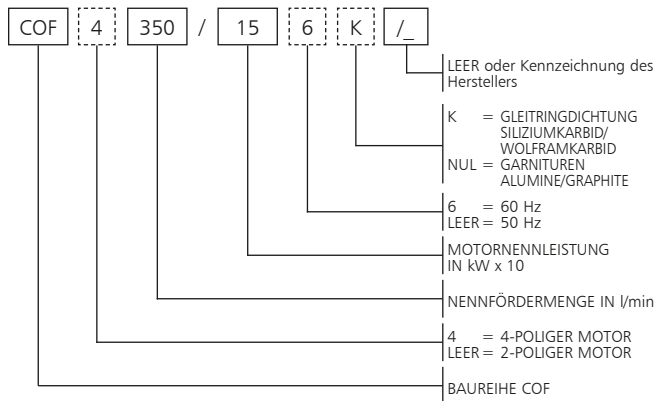 COF 4 350 / 15 6 K /_
LEER oder Kennzeichnung des
Herstellers
K = GLEITRINGDICHTUNG
SILIZIUMKARBID/
WOLFRAMKARBID
NUL = GARNITUREN
ALUMINE/GRAPHITE
6 = 60 Hz
LEER = 50 Hz
MOTORNENNLEISTUNG
IN kW x 10
NENNFÖRDERMENGE IN l/min
4 = 4-POLIGER MOTOR
LEER = 2-POLIGER MOTOR
BAUREIHE COF